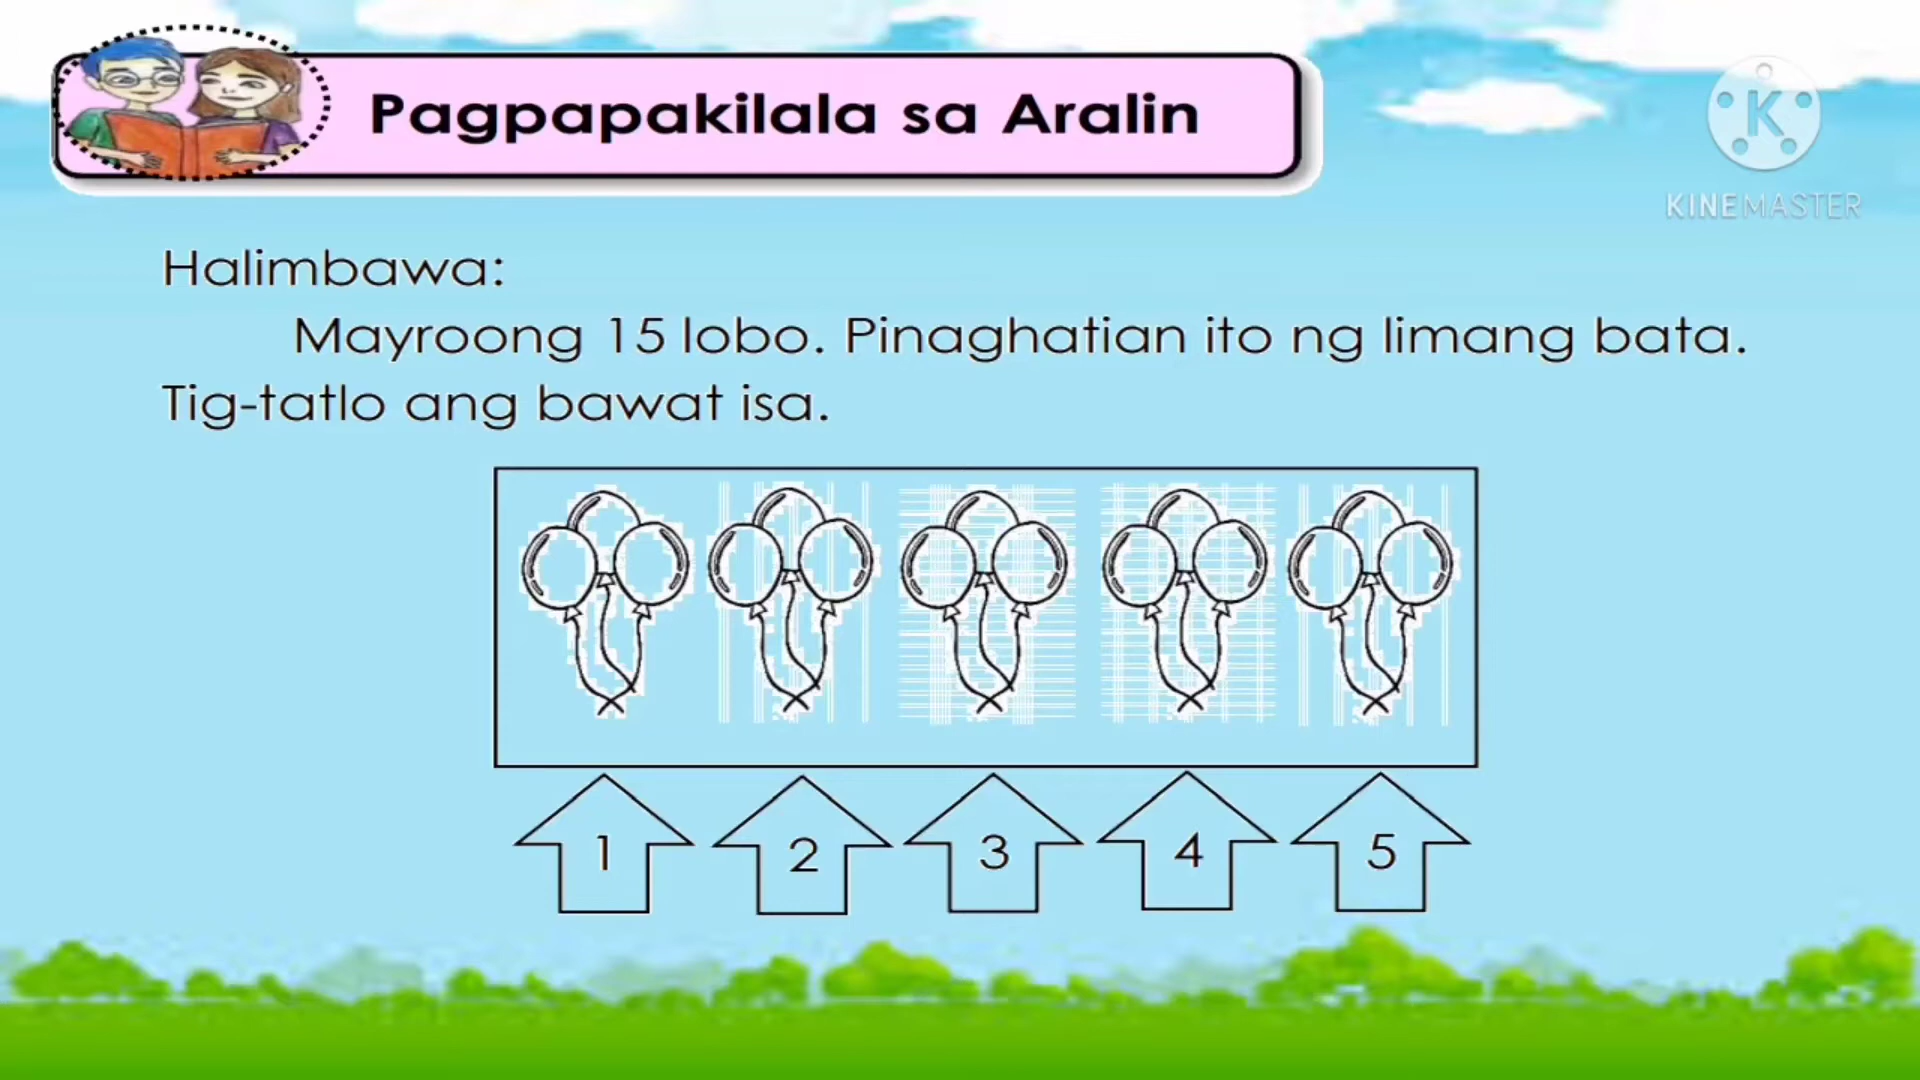 Pagpapakilala sa Aralin
KINEMASTER
Halimbawa:
Mayroong 15 lobo. Pinaghatian ito ng limang bata.
Tig-tatlo ang bawat isa.
1 2 3 4 5